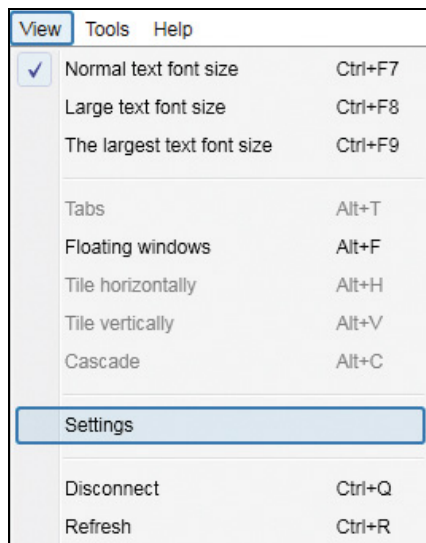 View Tools Help
Normal text font size Ctrl+F7
Large text font size Ctrl+F8
The largest text font size Ctrl+F9
Tabs Alt+T
Floating windows Alt+F
Tile horizontally Alt+H
Tile vertically Alt+V
Cascade Alt+C
Settings
Disconnect Ctrl+Q
Refresh Ctrl+R